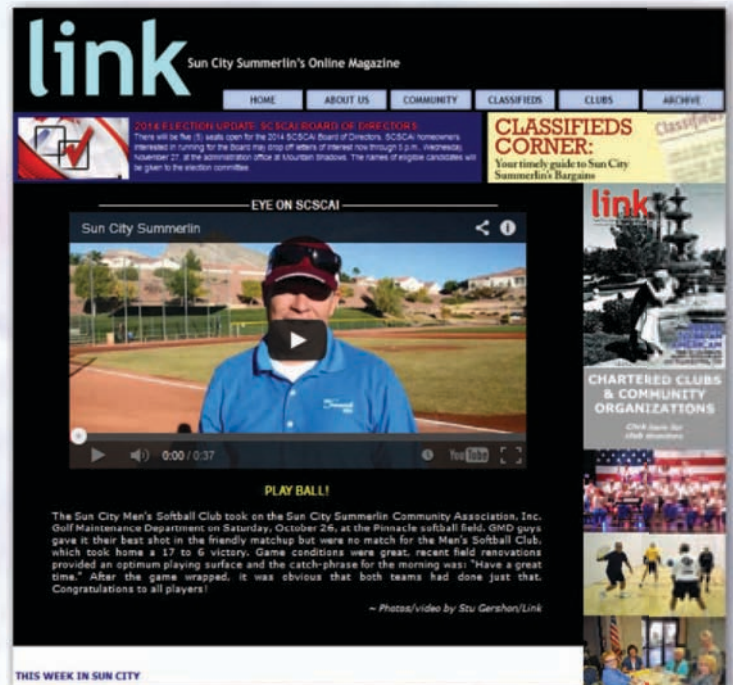 link
Sun City Summerlin's Online Magazine
HOME
ABOUT US
COMMUNITY
CLASSIFIEDS
CLUBS
ARCHIVE
2014 ELECTION UPDATE: SCSCAI BOARD OF DIRECTORS
There will be five (5) seats open for the 2014 SCSCAI Board of Directors. SCSCAI homeowners
interested in running for the Board may drop off letters of interest now through 5 p.m., Wednesday,
November 27, at the administration office at Mountain Shadows. The names of eligible candidates will
be given to the election committee.
CLASSIFIEDS
CORNER:
Your timely guide to Sun City
Summerlin's Bargains
Classifieds
EYE ON SCSCAI
Sun City Summerlin
0:00 / 0:37
YouTube
PLAY BALL!
The Sun City Men's Softball Club took on the Sun City Summerlin Community Association, Inc.
Golf Maintenance Department on Saturday, October 26, at the Pinnacle softball field. GMD guys
gave it their best shot in the friendly matchup but were no match for the Men's Softball Club,
which took home a 17 to 6 victory. Game conditions were great, recent field renovations
provided an optimum playing surface and the catch-phrase for the morning was: "Have a great
time." After the game wrapped, it was obvious that both teams had done just that.
Congratulations to all players!
~ Photos/video by Stu Gershon/Link
link
CHARTERED CLUBS
& COMMUNITY
ORGANIZATIONS
Click here for
club directory
THIS WEEK IN SUN CITY